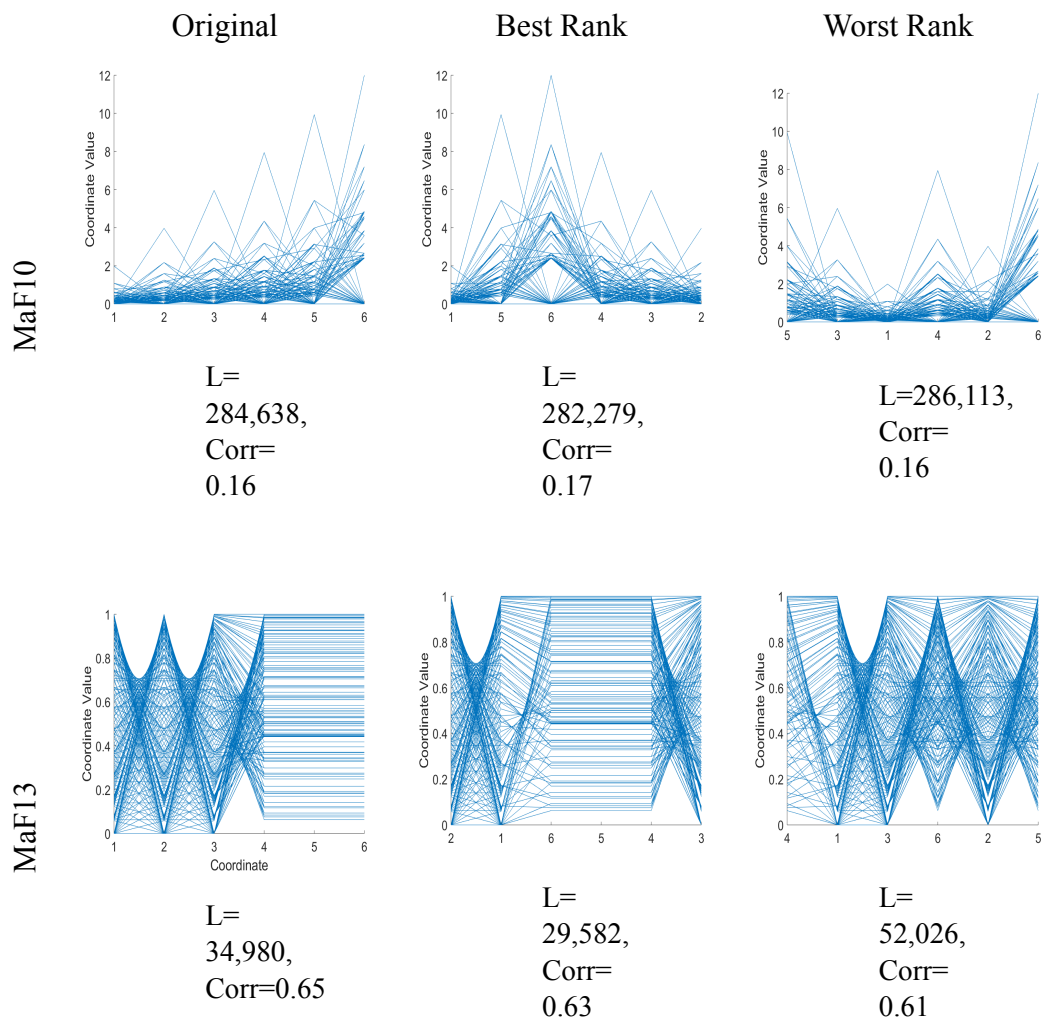 Original
Best Rank
Worst Rank
MaF10
Coordinate Value
12
10
8
6
4
2
0
1 2 3 4 5 6
Coordinate Value
12
10
8
6
4
2
0
1 5 6 4 3 2
Coordinate Value
12
10
8
6
4
2
0
5 3 1 4 2 6
L=
284,638,
Corr=
0.16
L=
282,279,
Corr=
0.17
L=286,113,
Corr=
0.16
MaF13
Coordinate Value
1
0.8
0.6
0.4
0.2
0
1 2 3 4 5 6
Coordinate
Coordinate Value
1
0.8
0.6
0.4
0.2
0
2 1 6 5 4 3
Coordinate Value
1
0.8
0.6
0.4
0.2
0
4 1 3 6 2 5
L=
34,980,
Corr=0.65
L=
29,582,
Corr=
0.63
L=
52,026,
Corr=
0.61